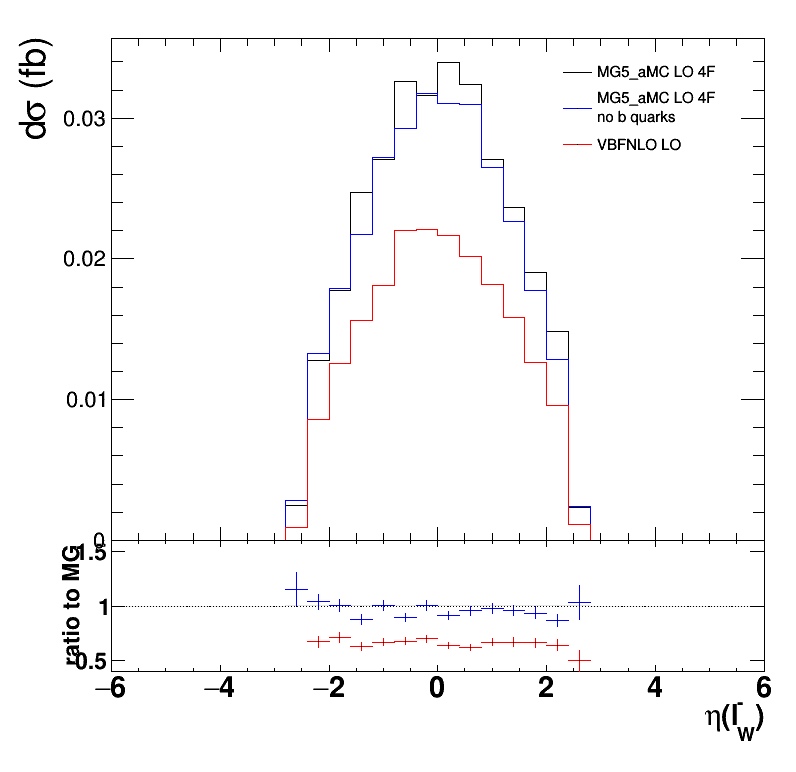 dσ (fb)
0.03
0.02
0.01
0
MG5_aMC LO 4F
MG5_aMC LO 4F
no b quarks
VBFNLO LO
ratio to MG
1.5
1
0.5
−6
−4
−2
0
2
4
6
η(l⁻_W)